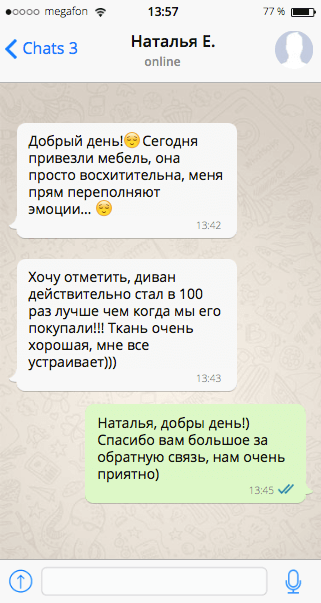 megafon 13:57 77 %
Chats 3 Наталья Е.
online
Добрый день!😌Сегодня
привезли мебель, она
просто восхитительна, меня
прям переполняют
эмоции... 😌
13:42
Хочу отметить, диван
действительно стал в 100
раз лучше чем когда мы его
покупали!!! Ткань очень
хорошая, мне все
устраивает)))
13:43
Наталья, добры день!)
Спасибо вам большое за
обратную связь, нам очень
приятно)
13:45